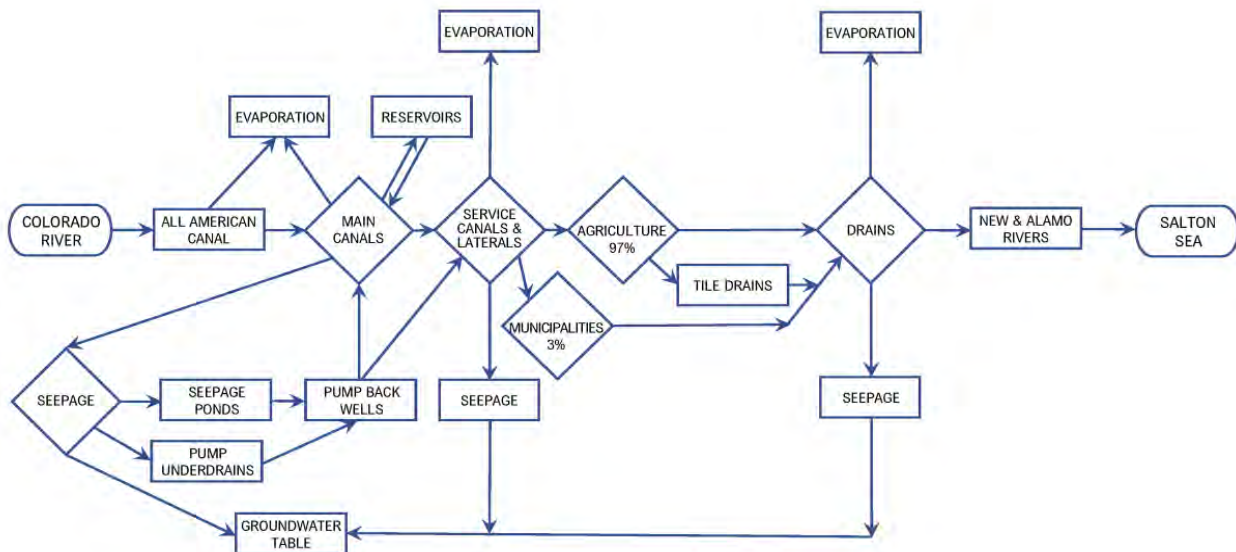 EVAPORATION
EVAPORATION
EVAPORATION
RESERVOIRS
COLORADO
RIVER
ALL AMERICAN
CANAL
MAIN
CANALS
SERVICE
CANALS &
LATERALS
AGRICULTURE
97%
DRAINS
NEW & ALAMO
RIVERS
SALTON
SEA
TILE DRAINS
MUNICIPALITIES
3%
SEEPAGE
SEEPAGE
PONDS
PUMP BACK
WELLS
SEEPAGE
SEEPAGE
PUMP
UNDERDRAINS
GROUNDWATER
TABLE